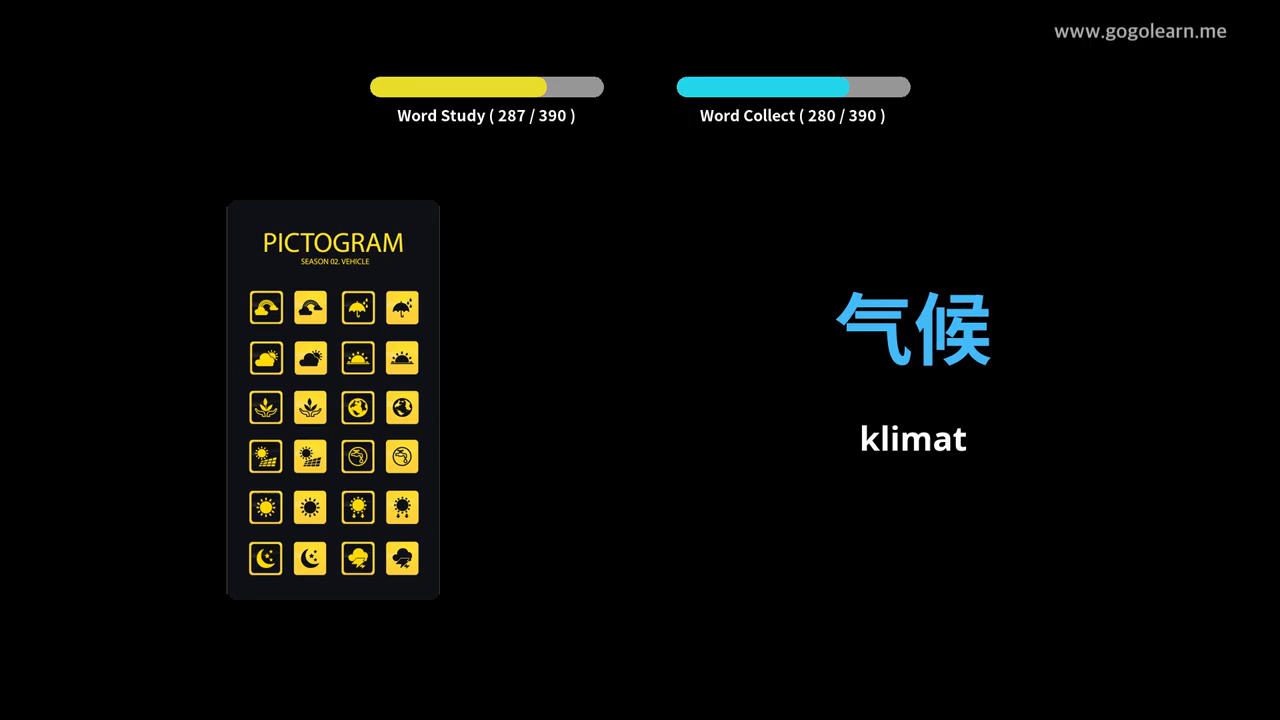 www.gogolearn.me
Word Study ( 287 / 390 )
Word Collect ( 280 / 390 )
PICTOGRAM
SEASON 02. VEHICLE
气候
klimat